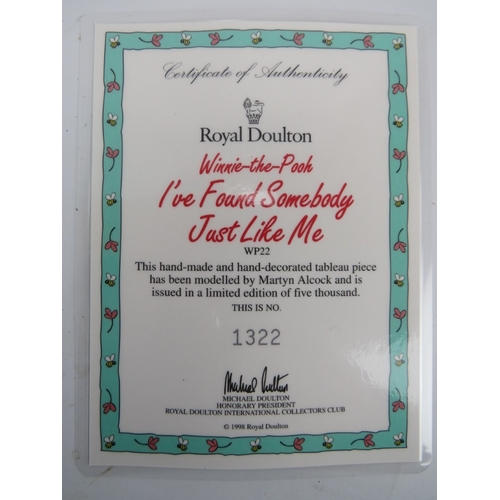 Certificate of Authenticity
Royal Doulton
Winnie-the-Pooh
I've Found Somebody
Just Like Me
WP22
This hand-made and hand-decorated tableau piece
has been modelled by Martyn Alcock and is
issued in a limited edition of five thousand.
THIS IS NO.
1322
Michael Doulton
MICHAEL DOULTON
HONORARY PRESIDENT
ROYAL DOULTON INTERNATIONAL COLLECTORS CLUB
© 1998 Royal Doulton